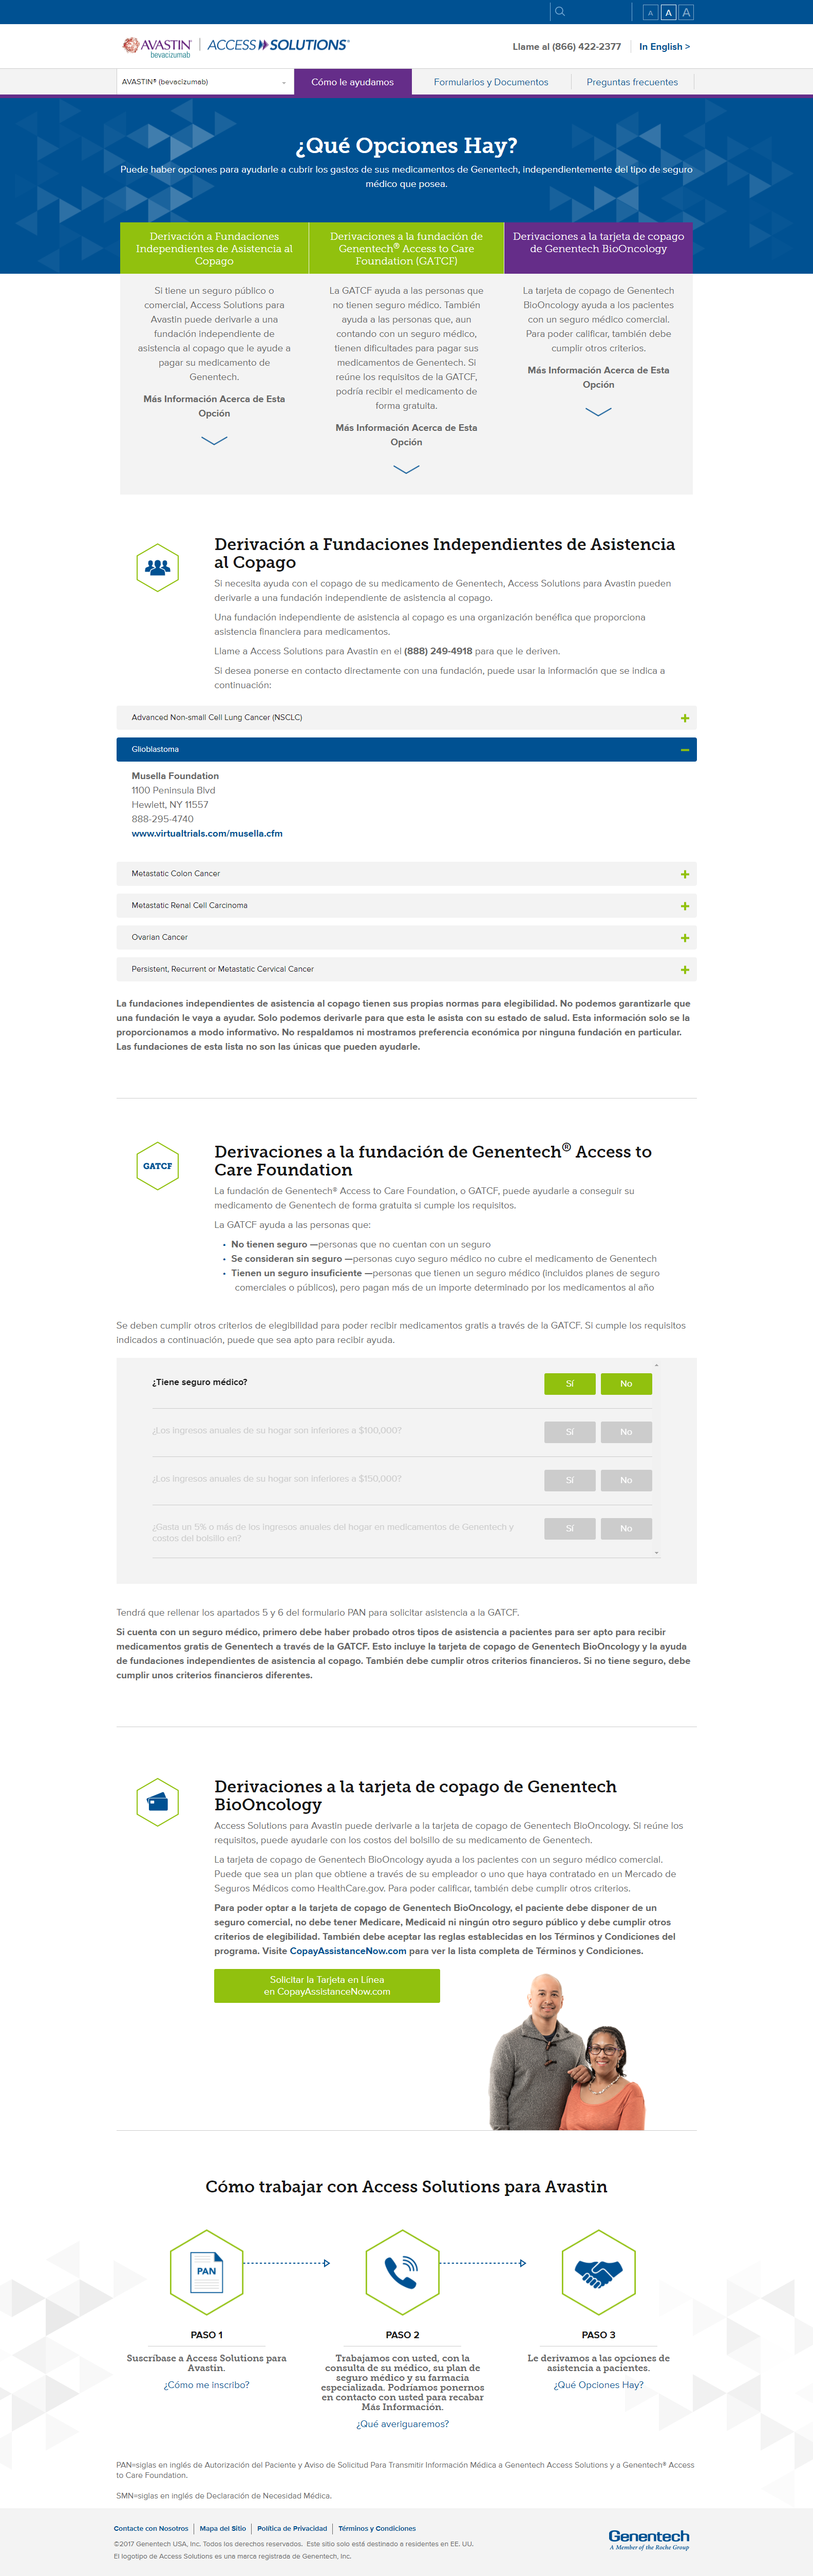 A A A
AVASTIN®
bevacizumab
ACCESS SOLUTIONS®
Llame al (866) 422-2377
In English >
AVASTIN® (bevacizumab)
Cómo le ayudamos
Formularios y Documentos
Preguntas frecuentes
¿Qué Opciones Hay?
Puede haber opciones para ayudarle a cubrir los gastos de sus medicamentos de Genentech, independientemente del tipo de seguro
médico que posea.
Derivación a Fundaciones
Independientes de Asistencia al
Copago
Si tiene un seguro público o
comercial, Access Solutions para
Avastin puede derivarle a una
fundación independiente de
asistencia al copago que le ayude a
pagar su medicamento de
Genentech.
Más Información Acerca de Esta
Opción
Derivaciones a la fundación de
Genentech® Access to Care
Foundation (GATCF)
La GATCF ayuda a las personas que
no tienen seguro médico. También
ayuda a las personas que, aun
contando con un seguro médico,
tienen dificultades para pagar sus
medicamentos de Genentech. Si
reúne los requisitos de la GATCF,
podría recibir el medicamento de
forma gratuita.
Más Información Acerca de Esta
Opción
Derivaciones a la tarjeta de copago
de Genentech BioOncology
La tarjeta de copago de Genentech
BioOncology ayuda a los pacientes
con un seguro médico comercial.
Para poder calificar, también debe
cumplir otros criterios.
Más Información Acerca de Esta
Opción
Derivación a Fundaciones Independientes de Asistencia
al Copago
Si necesita ayuda con el copago de su medicamento de Genentech, Access Solutions para Avastin pueden
derivarle a una fundación independiente de asistencia al copago.
Una fundación independiente de asistencia al copago es una organización benéfica que proporciona
asistencia financiera para medicamentos.
Llame a Access Solutions para Avastin en el (888) 249-4918 para que le deriven.
Si desea ponerse en contacto directamente con una fundación, puede usar la información que se indica a
continuación:
Advanced Non-small Cell Lung Cancer (NSCLC)
Glioblastoma
Musella Foundation
1100 Peninsula Blvd
Hewlett, NY 11557
888-295-4740
www.virtualtrials.com/musella.cfm
Metastatic Colon Cancer
Metastatic Renal Cell Carcinoma
Ovarian Cancer
Persistent, Recurrent or Metastatic Cervical Cancer
La fundaciones independientes de asistencia al copago tienen sus propias normas para elegibilidad. No podemos garantizarle que
una fundación le vaya a ayudar. Solo podemos derivarle para que esta le asista con su estado de salud. Esta información solo se la
proporcionamos a modo informativo. No respaldamos ni mostramos preferencia económica por ninguna fundación en particular.
Las fundaciones de esta lista no son las únicas que pueden ayudarle.
GATCF
Derivaciones a la fundación de Genentech® Access to
Care Foundation
La fundación de Genentech® Access to Care Foundation, o GATCF, puede ayudarle a conseguir su
medicamento de Genentech de forma gratuita si cumple los requisitos.
La GATCF ayuda a las personas que:
• No tienen seguro —personas que no cuentan con un seguro
• Se consideran sin seguro —personas cuyo seguro médico no cubre el medicamento de Genentech
• Tienen un seguro insuficiente —personas que tienen un seguro médico (incluidos planes de seguro
comerciales o públicos), pero pagan más de un importe determinado por los medicamentos al año
Se deben cumplir otros criterios de elegibilidad para poder recibir medicamentos gratis a través de la GATCF. Si cumple los requisitos
indicados a continuación, puede que sea apto para recibir ayuda.
¿Tiene seguro médico? Sí No
¿Los ingresos anuales de su hogar son inferiores a $100,000? Sí No
¿Los ingresos anuales de su hogar son inferiores a $150,000? Sí No
¿Gasta un 5% o más de los ingresos anuales del hogar en medicamentos de Genentech y
costos del bolsillo en? Sí No
Tendrá que rellenar los apartados 5 y 6 del formulario PAN para solicitar asistencia a la GATCF.
Si cuenta con un seguro médico, primero debe haber probado otros tipos de asistencia a pacientes para ser apto para recibir
medicamentos gratis de Genentech a través de la GATCF. Esto incluye la tarjeta de copago de Genentech BioOncology y la ayuda
de fundaciones independientes de asistencia al copago. También debe cumplir otros criterios financieros. Si no tiene seguro, debe
cumplir unos criterios financieros diferentes.
Derivaciones a la tarjeta de copago de Genentech
BioOncology
Access Solutions para Avastin puede derivarle a la tarjeta de copago de Genentech BioOncology. Si reúne los
requisitos, puede ayudarle con los costos del bolsillo de su medicamento de Genentech.
La tarjeta de copago de Genentech BioOncology ayuda a los pacientes con un seguro médico comercial.
Puede que sea un plan que obtiene a través de su empleador o uno que haya contratado en un Mercado de
Seguros Médicos como HealthCare.gov. Para poder calificar, también debe cumplir otros criterios.
Para poder optar a la tarjeta de copago de Genentech BioOncology, el paciente debe disponer de un
seguro comercial, no debe tener Medicare, Medicaid ni ningún otro seguro público y debe cumplir otros
criterios de elegibilidad. También debe aceptar las reglas establecidas en los Términos y Condiciones del
programa. Visite CopayAssistanceNow.com para ver la lista completa de Términos y Condiciones.
Solicitar la Tarjeta en Línea
en CopayAssistanceNow.com
Cómo trabajar con Access Solutions para Avastin
PAN
PASO 1
Suscríbase a Access Solutions para
Avastin.
¿Cómo me inscribo?
PASO 2
Trabajamos con usted, con la
consulta de su médico, su plan de
seguro médico y su farmacia
especializada. Podríamos ponernos
en contacto con usted para recabar
Más Información.
¿Qué averiguaremos?
PASO 3
Le derivamos a las opciones de
asistencia a pacientes.
¿Qué Opciones Hay?
PAN=siglas en inglés de Autorización del Paciente y Aviso de Solicitud Para Transmitir Información Médica a Genentech Access Solutions y a Genentech® Access
to Care Foundation.
SMN=siglas en inglés de Declaración de Necesidad Médica.
Contacte con Nosotros | Mapa del Sitio | Política de Privacidad | Términos y Condiciones
©2017 Genentech USA, Inc. Todos los derechos reservados. Este sitio solo está destinado a residentes en EE. UU.
El logotipo de Access Solutions es una marca registrada de Genentech, Inc.
Genentech
A Member of the Roche Group